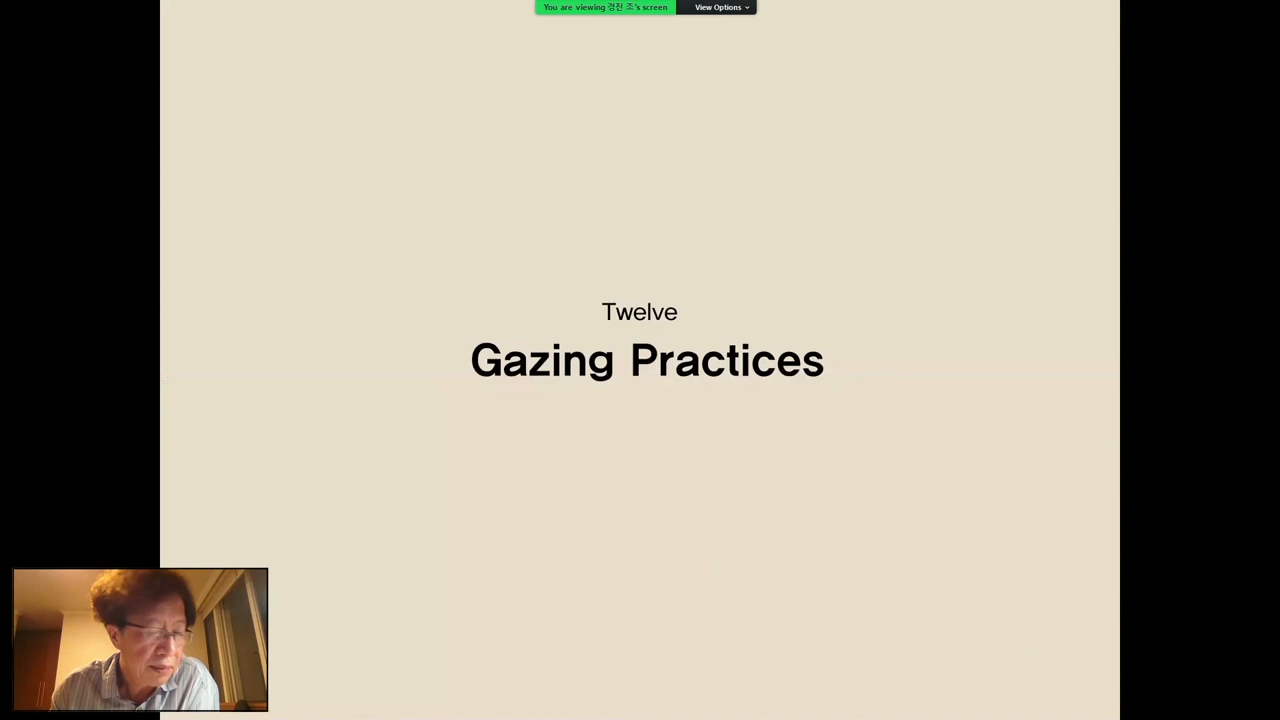 You are viewing 경진 조's screen View Options
Twelve
Gazing Practices